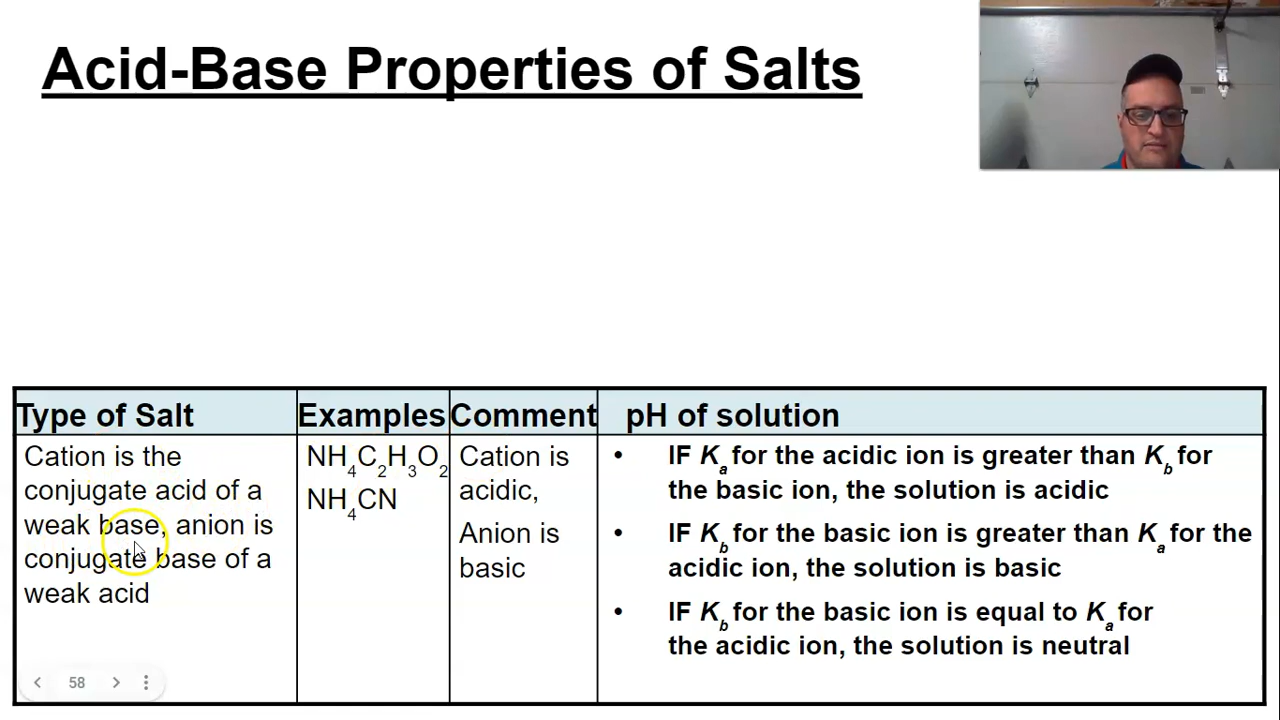 Acid-Base Properties of Salts
Type of Salt
Examples
Comment
pH of solution
Cation is the
conjugate acid of a
weak base, anion is
conjugate base of a
weak acid
NH₄C₂H₃O₂
NH₄CN
Cation is
acidic,
Anion is
basic
• IF Kₐ for the acidic ion is greater than K_b for
the basic ion, the solution is acidic
• IF K_b for the basic ion is greater than Kₐ for the
acidic ion, the solution is basic
• IF K_b for the basic ion is equal to Kₐ for
the acidic ion, the solution is neutral
58